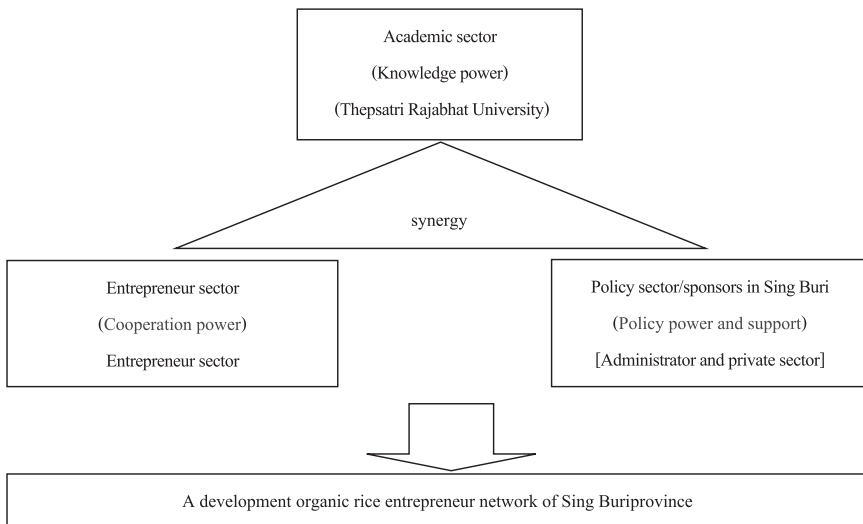 Academic sector
(Knowledge power)
(Thepsatri Rajabhat University)
synergy
Entrepreneur sector
(Cooperation power)
Entrepreneur sector
Policy sector/sponsors in Sing Buri
(Policy power and support)
[Administrator and private sector]
A development organic rice entrepreneur network of Sing Buriprovince